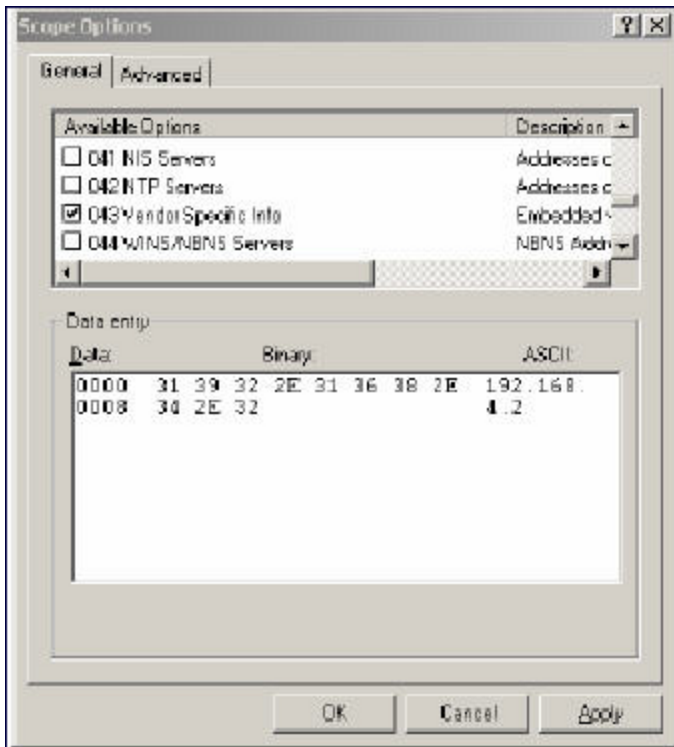 Scope Options
General Advanced
Available Options Description
041 NIS Servers Addresses c
042 NTP Servers Addresses c
043 Vendor Specific Info Embedded
044 WINS/NBNS Servers NBNS Addr
Data entry
Data: Binary: ASCII:
0000 31 39 32 2E 31 36 38 2E 192.168.
0008 34 2E 32 4.2
OK Cancel Apply